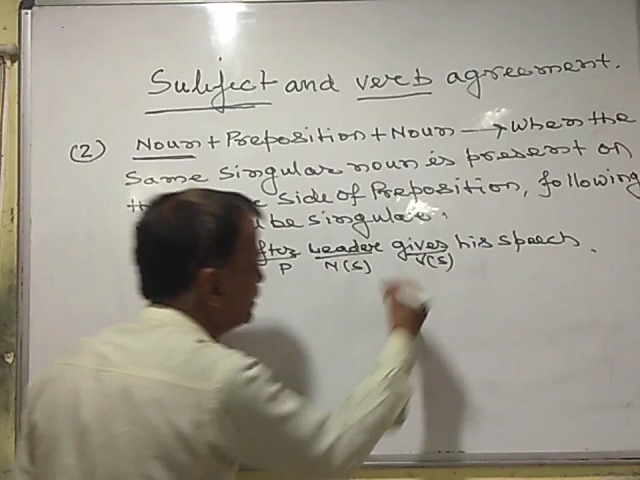 Subject and verb agreement.
(2) Noun + Preposition + Noun → When the
same singular noun is present on
side of Preposition, following
be singular.
after Leader gives his speech.
P N(S) V(S)